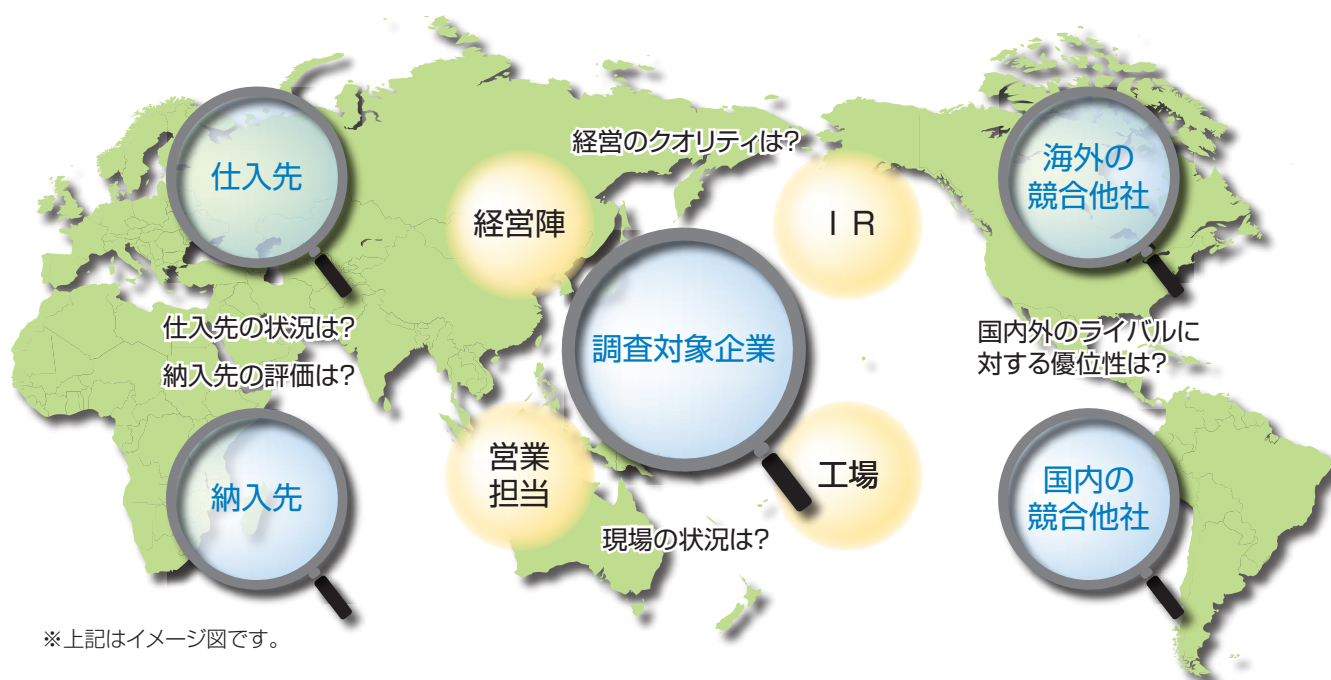 経営のクオリティは?
仕入先
海外の
競合他社
経営陣
I R
仕入先の状況は?
納入先の評価は?
調査対象企業
国内外のライバルに
対する優位性は?
営業
担当
工場
納入先
国内の
競合他社
現場の状況は?
※上記はイメージ図です。